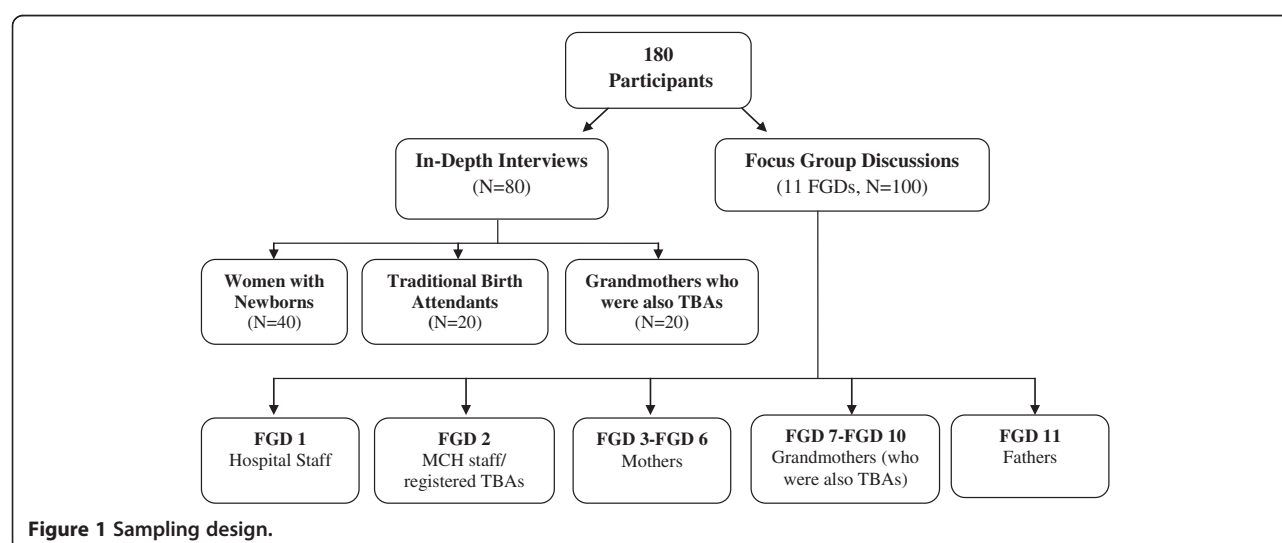 180
Participants
In-Depth Interviews
(N=80)
Focus Group Discussions
(11 FGDs, N=100)
Women with
Newborns
(N=40)
Traditional Birth
Attendants
(N=20)
Grandmothers who
were also TBAs
(N=20)
FGD 1
Hospital Staff
FGD 2
MCH staff/
registered TBAs
FGD 3-FGD 6
Mothers
FGD 7-FGD 10
Grandmothers (who
were also TBAs)
FGD 11
Fathers
Figure 1 Sampling design.